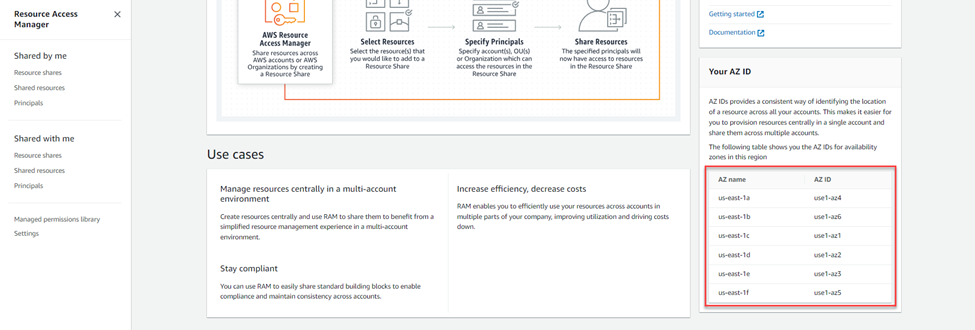 Resource Access
Manager
Shared by me
Resource shares
Shared resources
Principals
Shared with me
Resource shares
Shared resources
Principals
Managed permissions library
Settings
AWS Resource
Access Manager
Share resources across
AWS accounts or AWS
Organizations by creating
a Resource Share
Select Resources
Select the resource(s) that
you would like to add to a
Resource Share
Specify Principals
Specify account(s), OU(s)
or Organization which can
access the resources in the
Resource Share
Share Resources
The specified principals will
now have access to resources
in the Resource Share
Use cases
Manage resources centrally in a multi-account
environment
Create resources centrally and use RAM to share them to benefit from a
simplified resource management experience in a multi-account
environment.
Stay compliant
You can use RAM to easily share standard building blocks to enable
compliance and maintain consistency across accounts.
Increase efficiency, decrease costs
RAM enables you to efficiently use your resources across accounts in
multiple parts of your company, improving utilization and driving costs
down.
Getting started
Documentation
Your AZ ID
AZ IDs provides a consistent way of identifying the location
of a resource across all your accounts. This makes it easier for
you to provision resources centrally in a single account and
share them across multiple accounts.
The following table shows you the AZ IDs for availability
zones in this region
AZ name AZ ID
us-east-1a use1-az4
us-east-1b use1-az6
us-east-1c use1-az1
us-east-1d use1-az2
us-east-1e use1-az3
us-east-1f use1-az5